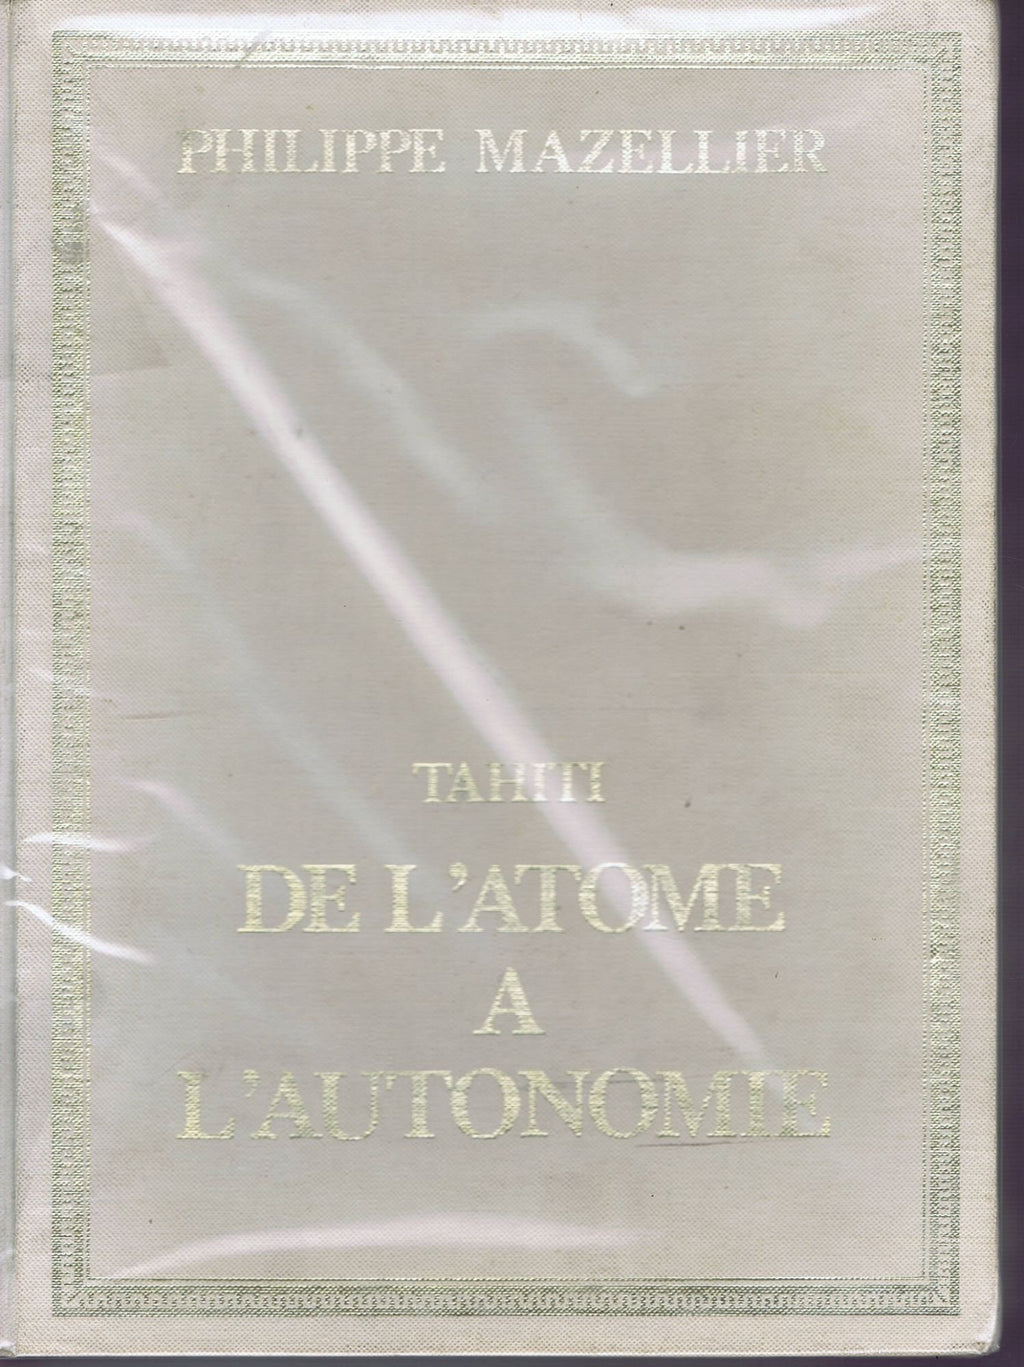 PHILIPPE MAZELLIER
TAHITI
DE L'ATOME
A
L'AUTONOMIE